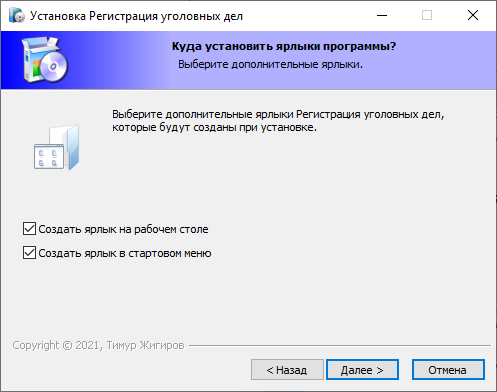 Установка Регистрация уголовных дел
Куда установить ярлыки программы?
Выберите дополнительные ярлыки.
Выберите дополнительные ярлыки Регистрация уголовных дел,
которые будут созданы при установке.
Создать ярлык на рабочем столе
Создать ярлык в стартовом меню
Copyright © 2021, Тимур Жигиров
< Назад
Далее >
Отмена